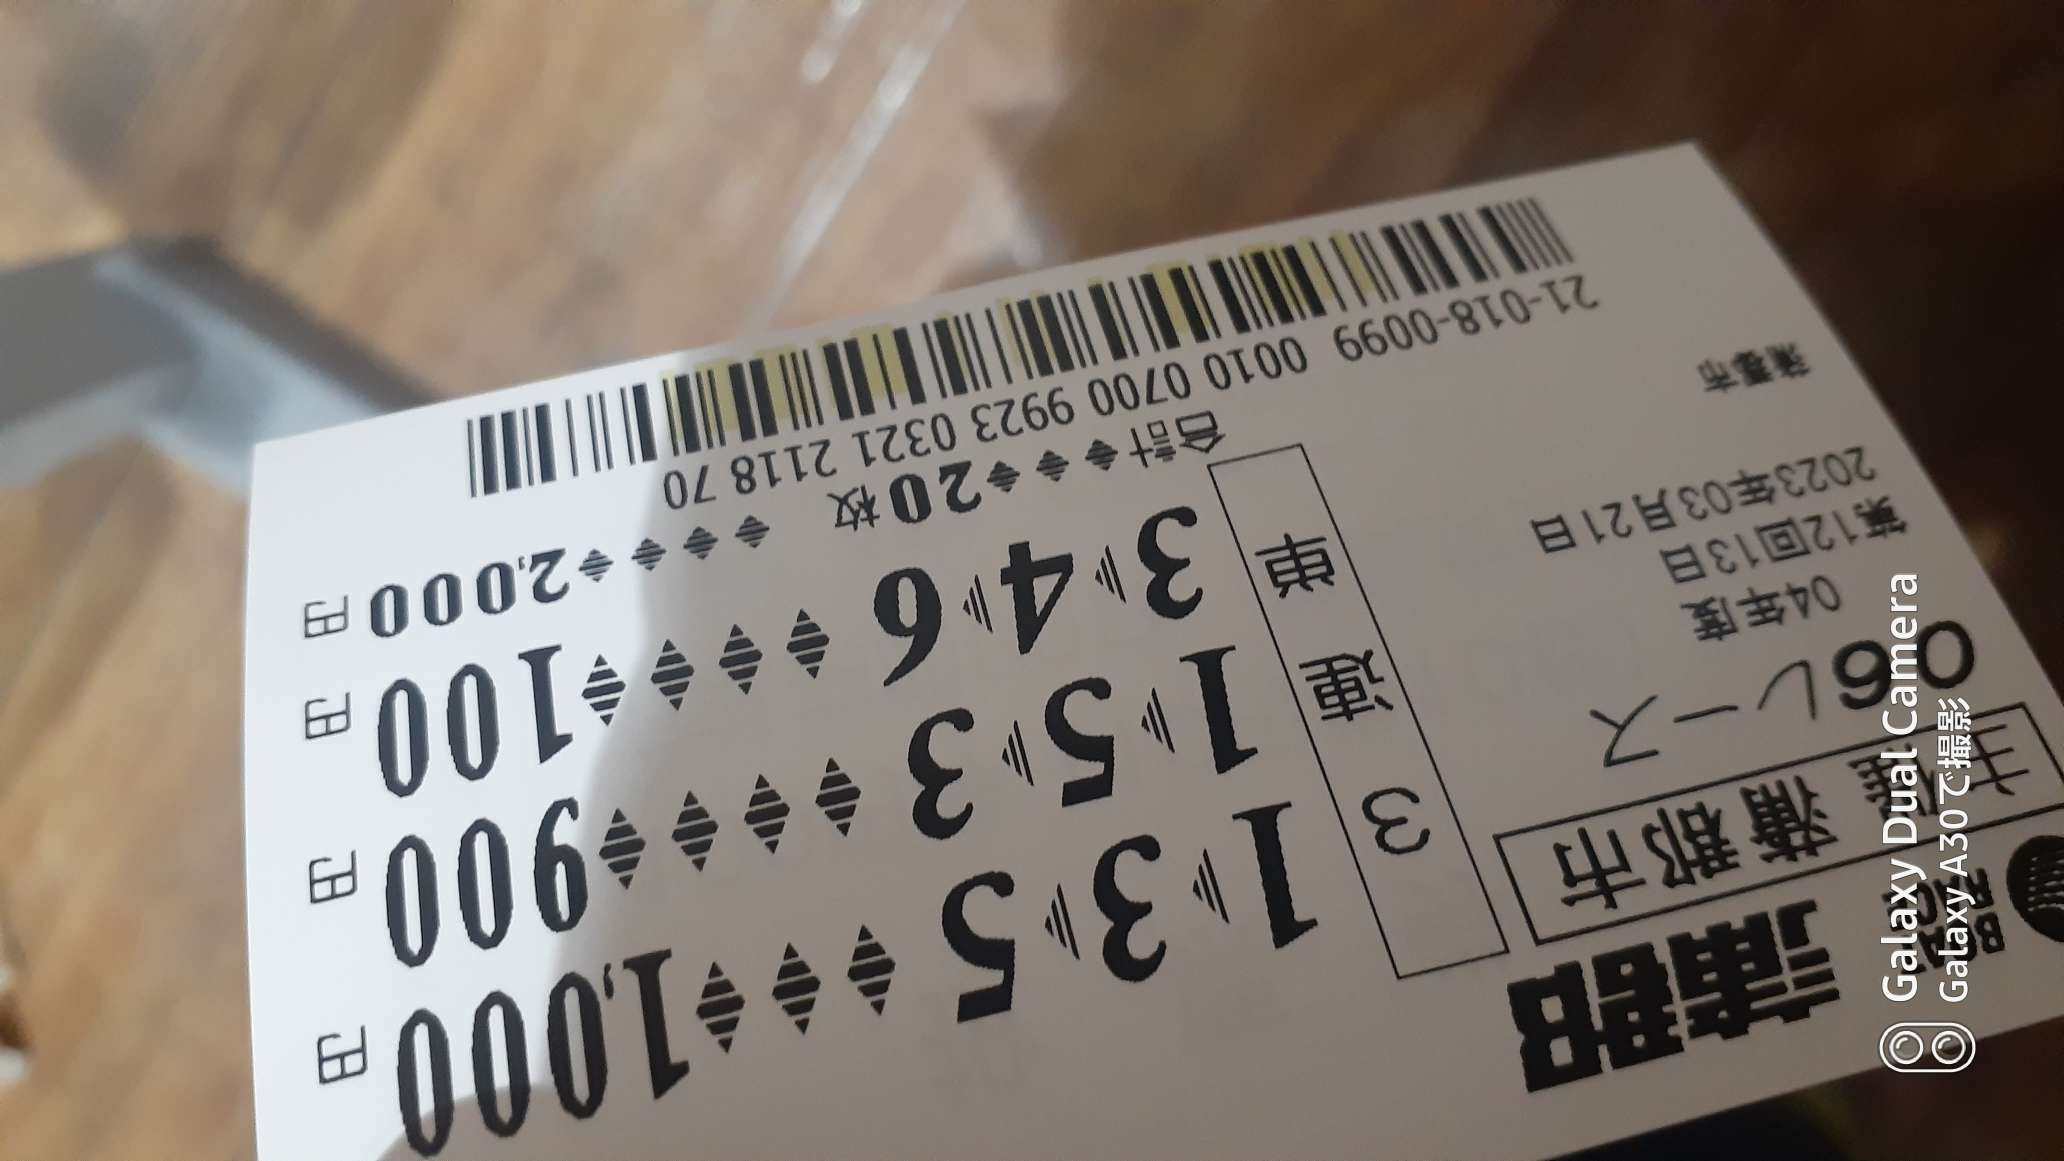 BOAT RACE
蒲郡
主催 蒲郡市
06レース
04年度
第12回13日
2023年03月21日
蒲郡市
3連単
1 3 5 1,000円
1 5 3 900円
3 4 6 100円
合計 20枚 2,000円
21-018-0099 0010 0700 9923 0321 2118 70
Galaxy Dual Camera
Galaxy A30で撮影